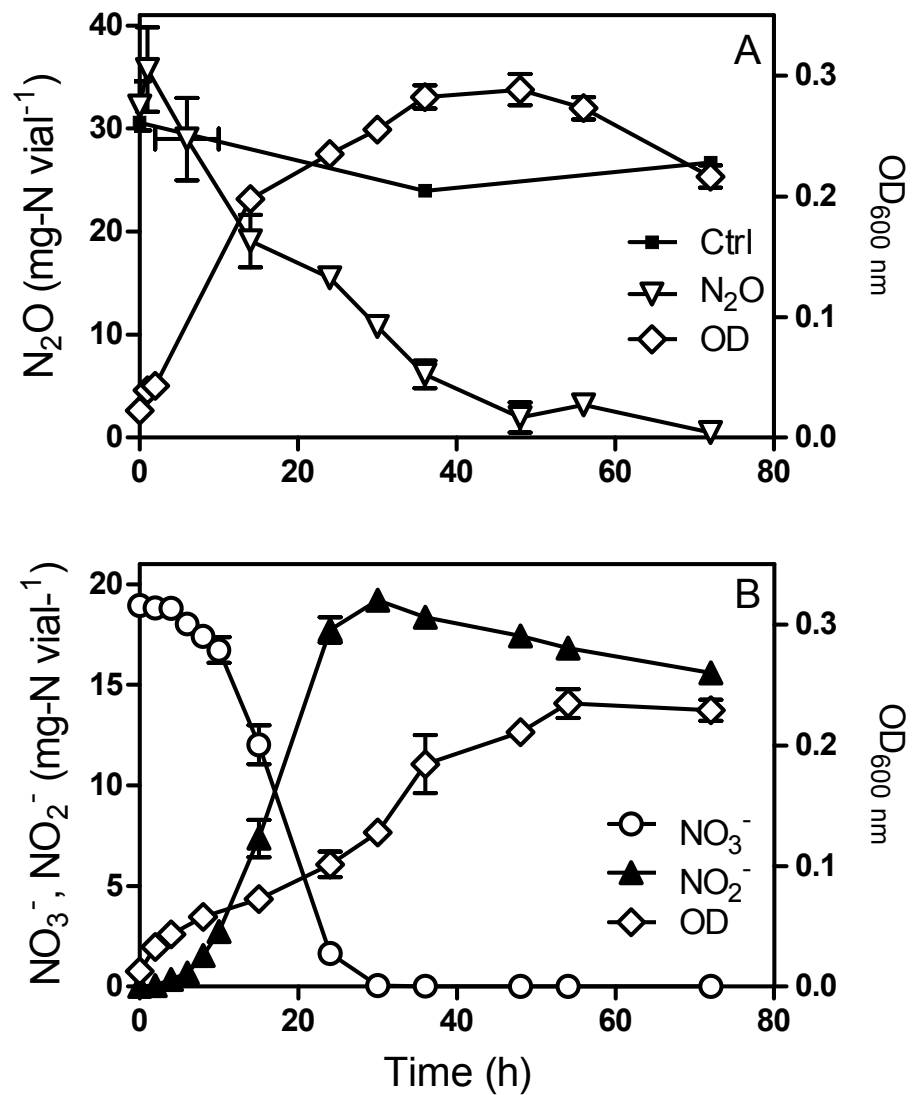 A
N₂O (mg-N vial⁻¹)
40
30
20
10
0
0.3
0.2
0.1
0.0
OD₆₀₀ nm
Ctrl
N₂O
OD
0 20 40 60 80
B
NO₃⁻, NO₂⁻ (mg-N vial-¹)
20
15
10
5
0
0.3
0.2
0.1
0.0
OD₆₀₀ nm
NO₃⁻
NO₂⁻
OD
0 20 40 60 80
Time (h)